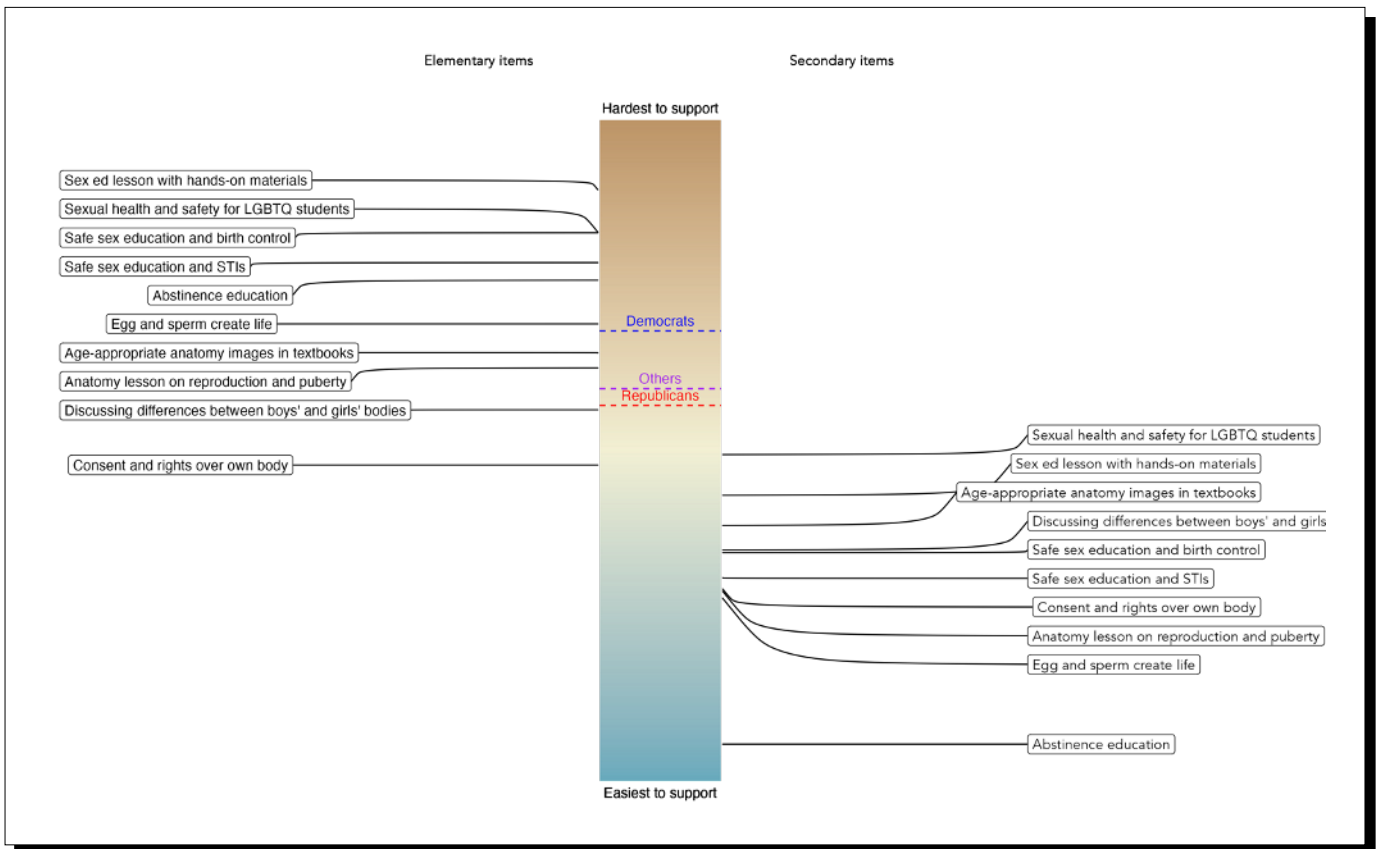 Elementary items
Secondary items
Hardest to support
Sex ed lesson with hands-on materials
Sexual health and safety for LGBTQ students
Safe sex education and birth control
Safe sex education and STIs
Abstinence education
Egg and sperm create life
Age-appropriate anatomy images in textbooks
Anatomy lesson on reproduction and puberty
Discussing differences between boys' and girls' bodies
Consent and rights over own body
Democrats
Others
Republicans
Sexual health and safety for LGBTQ students
Sex ed lesson with hands-on materials
Age-appropriate anatomy images in textbooks
Discussing differences between boys' and girls
Safe sex education and birth control
Safe sex education and STIs
Consent and rights over own body
Anatomy lesson on reproduction and puberty
Egg and sperm create life
Abstinence education
Easiest to support